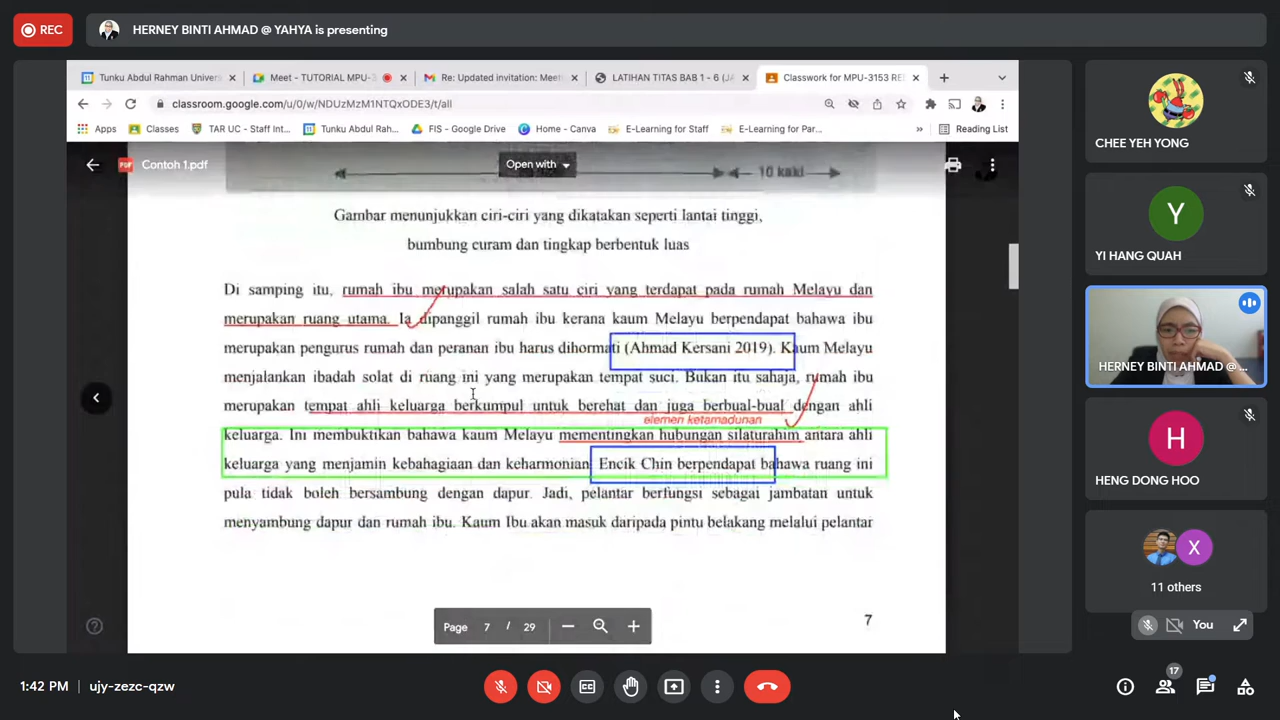 REC
HERNEY BINTI AHMAD @ YAHYA is presenting
Tunku Abdul Rahman Univers
Meet - TUTORIAL MPU-3
Re: Updated invitation: Meet
LATIHAN TITAS BAB 1 - 6 (JA
Classwork for MPU-3153 RE
classroom.google.com/u/0/w/NDUzMzM1NTQxODE3/t/all
Apps
Classes
TAR UC - Staff Int...
Tunku Abdul Rah...
FIS - Google Drive
Home - Canva
E-Learning for Staff
E-Learning for Par...
»
Reading List
PDF
Contoh 1.pdf
Open with
10 kaki
Gambar menunjukkan ciri-ciri yang dikatakan seperti lantai tinggi,
bumbung curam dan tingkap berbentuk luas
Di samping itu, rumah ibu merupakan salah satu ciri yang terdapat pada rumah Melayu dan
merupakan ruang utama. Ia dipanggil rumah ibu kerana kaum Melayu berpendapat bahawa ibu
merupakan pengurus rumah dan peranan ibu harus dihormati (Ahmad Kersani 2019). Kaum Melayu
menjalankan ibadah solat di ruang ini yang merupakan tempat suci. Bukan itu sahaja, rumah ibu
merupakan tempat ahli keluarga berkumpul untuk berehat dan juga berbual-bual dengan ahli
elemen ketamadunan
keluarga. Ini membuktikan bahawa kaum Melayu mementingkan hubungan silaturahim antara ahli
keluarga yang menjamin kebahagiaan dan keharmonian Encik Chin berpendapat bahawa ruang ini
pula tidak boleh bersambung dengan dapur. Jadi, pelantar berfungsi sebagai jambatan untuk
menyambung dapur dan rumah ibu. Kaum Ibu akan masuk daripada pintu belakang melalui pelantar
7
Page 7 / 29
CHEE YEH YONG
Y
YI HANG QUAH
HERNEY BINTI AHMAD @ ...
H
HENG DONG HOO
X
11 others
You
1:42 PM
ujy-zezc-qzw
17